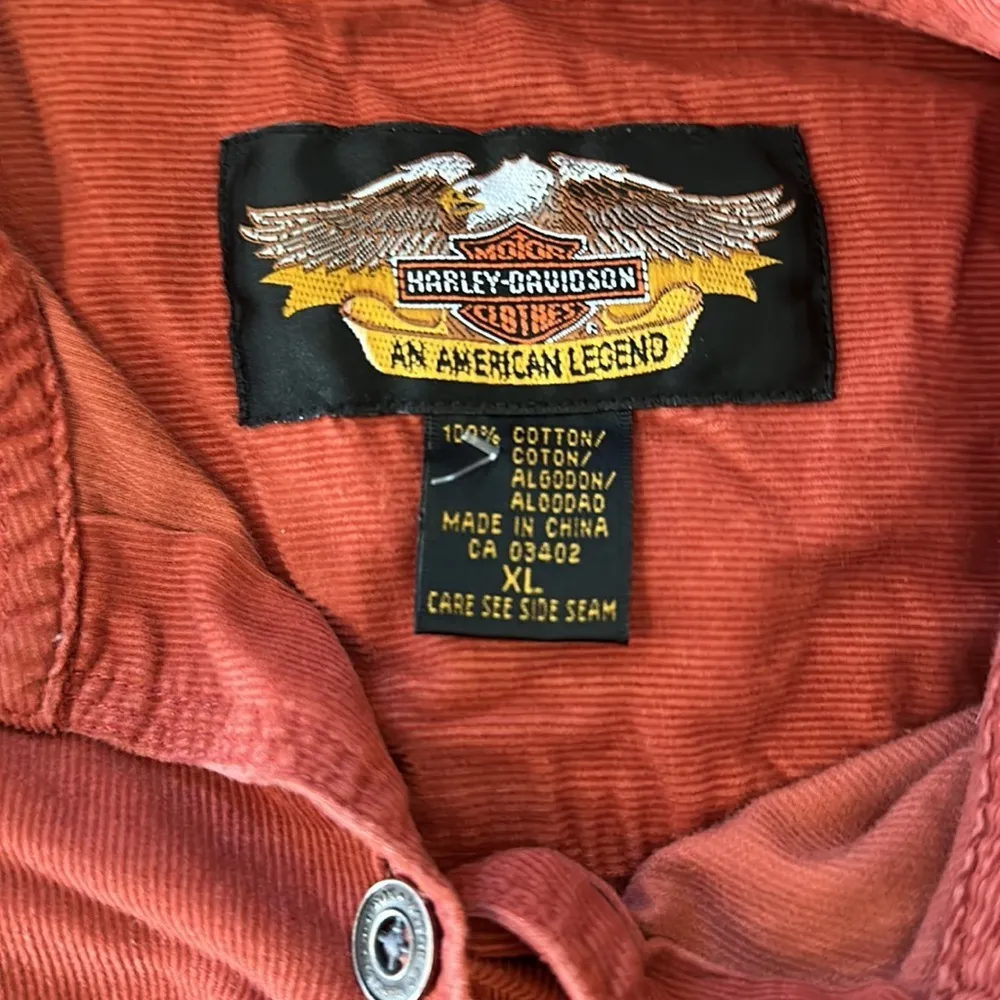 MOTOR
HARLEY-DAVIDSON
CLOTHES
AN AMERICAN LEGEND
100% COTTON/
COTON/
ALGODON/
ALGODAO
MADE IN CHINA
CA 03402
XL
CARE SEE SIDE SEAM